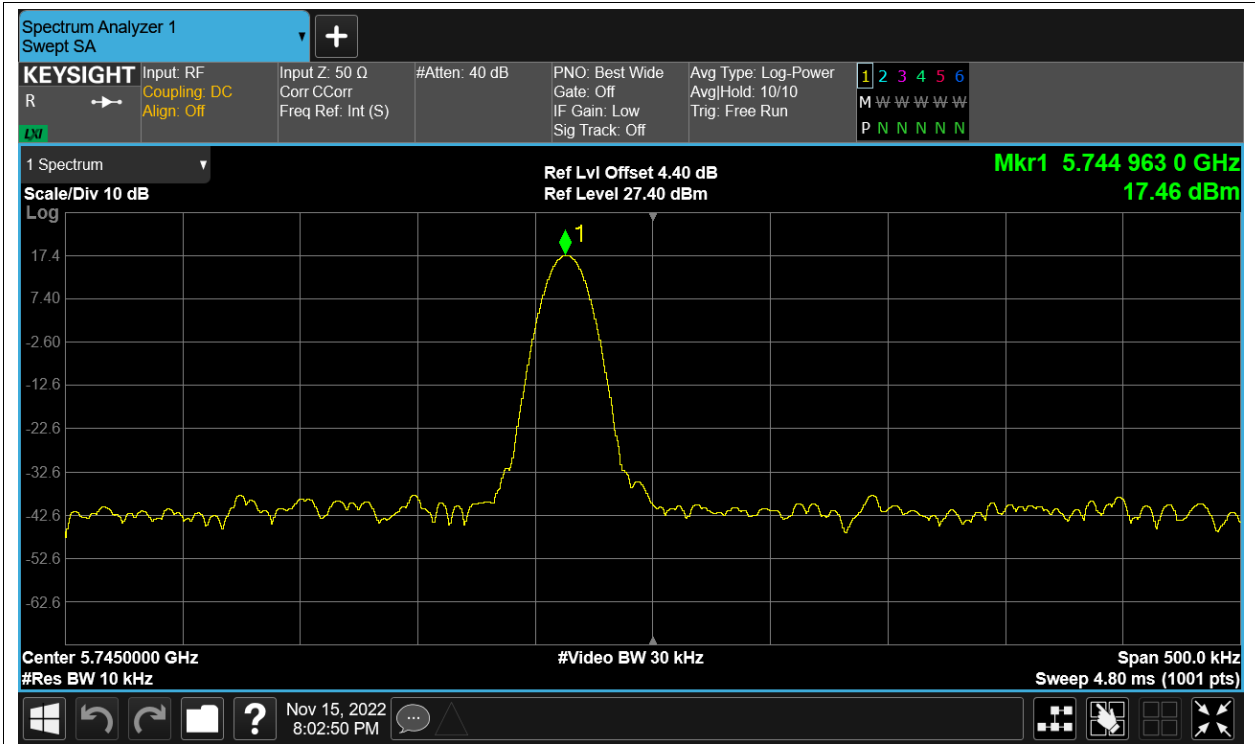 Spectrum Analyzer 1
Swept SA
KEYSIGHT
R
LXI
Input: RF
Coupling: DC
Align: Off
Input Z: 50 Ω
Corr CCorr
Freq Ref: Int (S)
#Atten: 40 dB
PNO: Best Wide
Gate: Off
IF Gain: Low
Sig Track: Off
Avg Type: Log-Power
Avg|Hold: 10/10
Trig: Free Run
1 2 3 4 5 6
M W W W W W W
P N N N N N
1 Spectrum
Scale/Div 10 dB
Log
Ref Lvl Offset 4.40 dB
Ref Level 27.40 dBm
Mkr1 5.744 963 0 GHz
17.46 dBm
1
17.4
7.40
-2.60
-12.6
-22.6
-32.6
-42.6
-52.6
-62.6
Center 5.7450000 GHz
#Res BW 10 kHz
#Video BW 30 kHz
Span 500.0 kHz
Sweep 4.80 ms (1001 pts)
?
Nov 15, 2022
8:02:50 PM